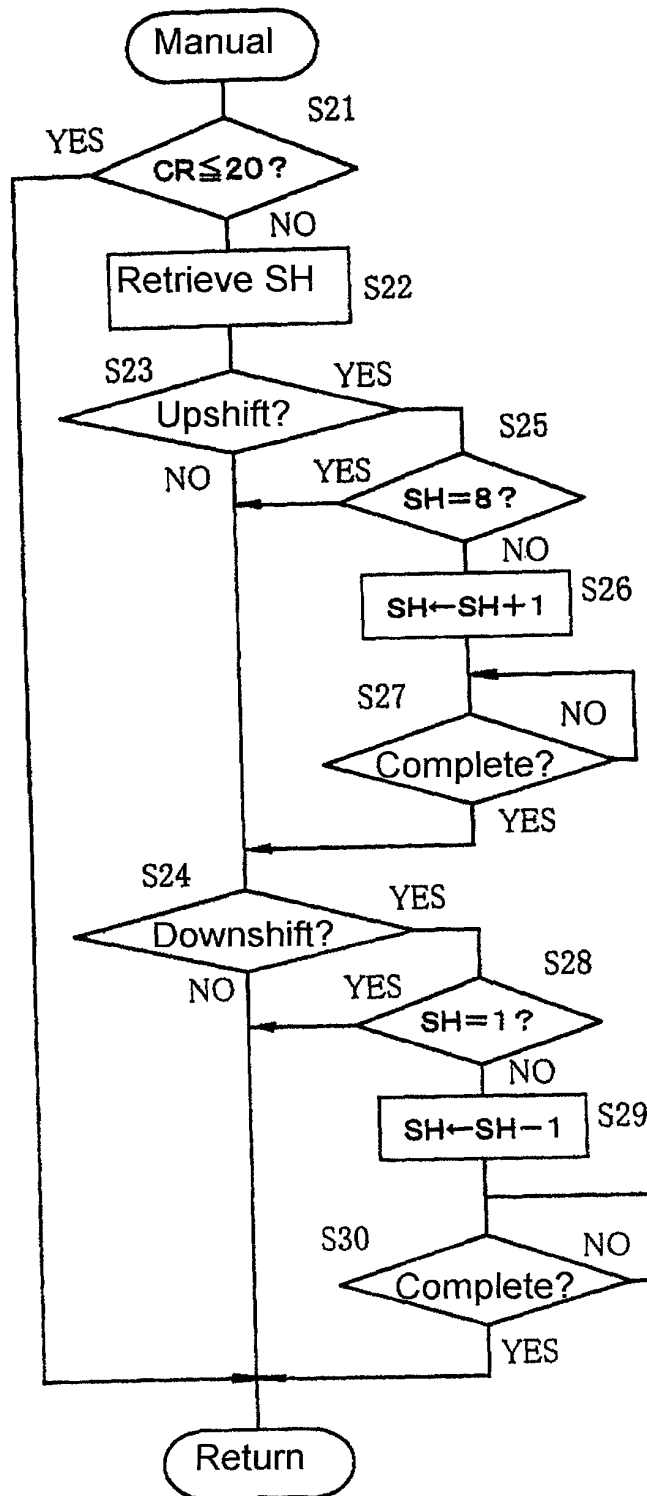 Manual
S21
YES
CR≦20?
NO
Retrieve SH
S22
S23
YES
Upshift?
S25
NO
YES
SH=8?
NO
SH←SH+1
S26
S27
NO
Complete?
YES
S24
YES
Downshift?
S28
NO
YES
SH=1?
NO
SH←SH-1
S29
S30
NO
Complete?
YES
Return